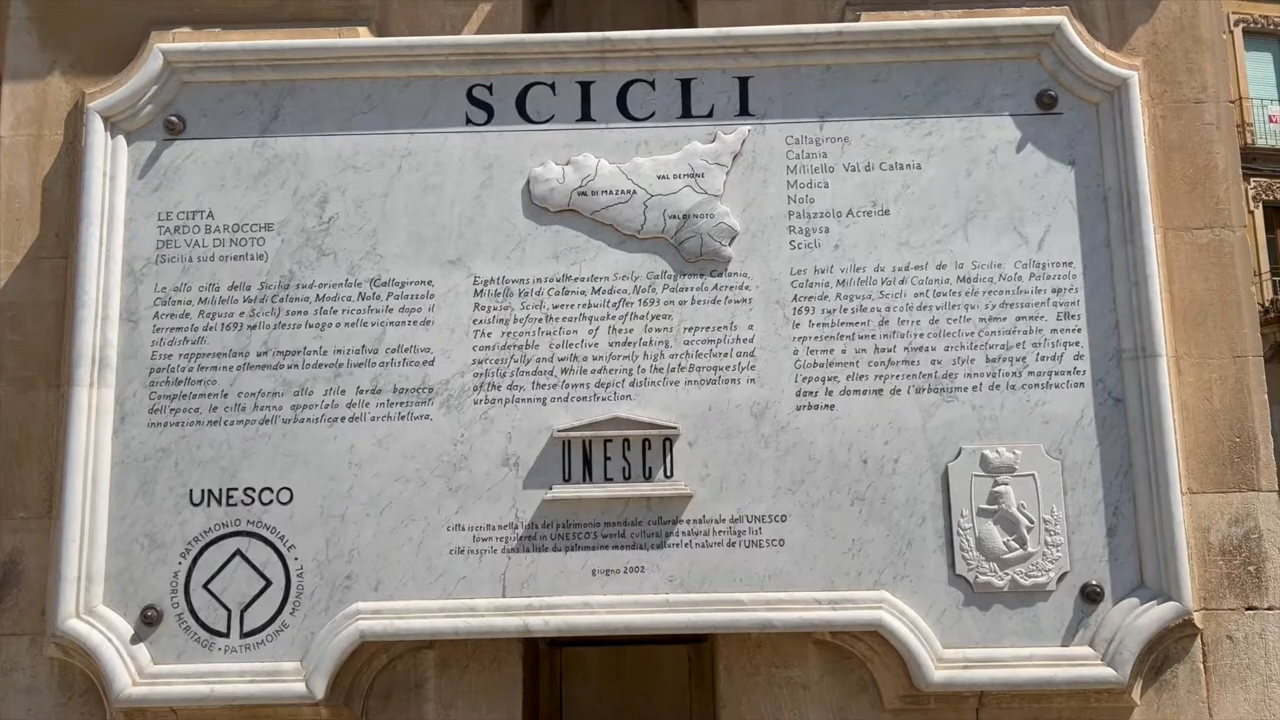 SCICLI
LE CITTÀ
TARDO BAROCCHE
DEL VAL DI NOTO
(Sicilia sud orientale)
Le otto città della Sicilia sud-orientale (Caltagirone,
Catania, Militello Val di Catania, Modica, Noto, Palazzolo
Acreide, Ragusa e Scicli) sono state ricostruite dopo il
terremoto del 1693 nello stesso luogo o nelle vicinanze dei
siti distrutti.
Esse rappresentano un'importante iniziativa collettiva,
portata a termine ottenendo un lodevole livello artistico ed
architettonico.
Completamente conformi allo stile tardo barocco
dell'epoca, le città hanno apportato delle interessanti
innovazioni nel campo dell'urbanistica e dell'architettura.
VAL DEMONE
VAL DI MAZARA
VAL DI NOTO
Eight towns in south-eastern Sicily: Caltagirone, Catania,
Militello Val di Catania, Modica, Noto, Palazzolo Acreide,
Ragusa, Scicli, were rebuilt after 1693 on or beside towns
existing before the earthquake of that year.
The reconstruction of these towns represents a
considerable collective undertaking, accomplished
successfully and with a uniformly high architectural and
artistic standard. While adhering to the late Baroque style
of the day, these towns depict distinctive innovations in
urban planning and construction.
Caltagirone
Catania
Militello Val di Catania
Modica
Noto
Palazzolo Acreide
Ragusa
Scicli
Les huit villes du sud-est de la Sicilie: Caltagirone,
Catania, Militello Val di Catania, Modica, Noto, Palazzolo
Acreide, Ragusa, Scicli ont toutes été reconstruites après
1693 sur le site ou a coté des villes qui s'y dressaient avant
le tremblement de terre de cette même année. Elles
représentent une initiative collective considérable, menée
à terme à un haut niveau architectural et artistique.
Globalement conformes au style baroque tardif de
l'epoque, elles représentent des innovations marquantes
dans le domaine de l'urbanisme et de la construction
urbaine.
UNESCO
città iscritta nella lista del patrimonio mondiale, culturale e naturale dell'UNESCO
town registered in UNESCO'S world, cultural and natural heritage list
cité inscrite dans la liste du patrimoine mondial, culturel et naturel de l'UNESCO
giugno 2002
UNESCO
PATRIMONIO MONDIALE • WORLD HERITAGE • PATRIMOINE MONDIAL •